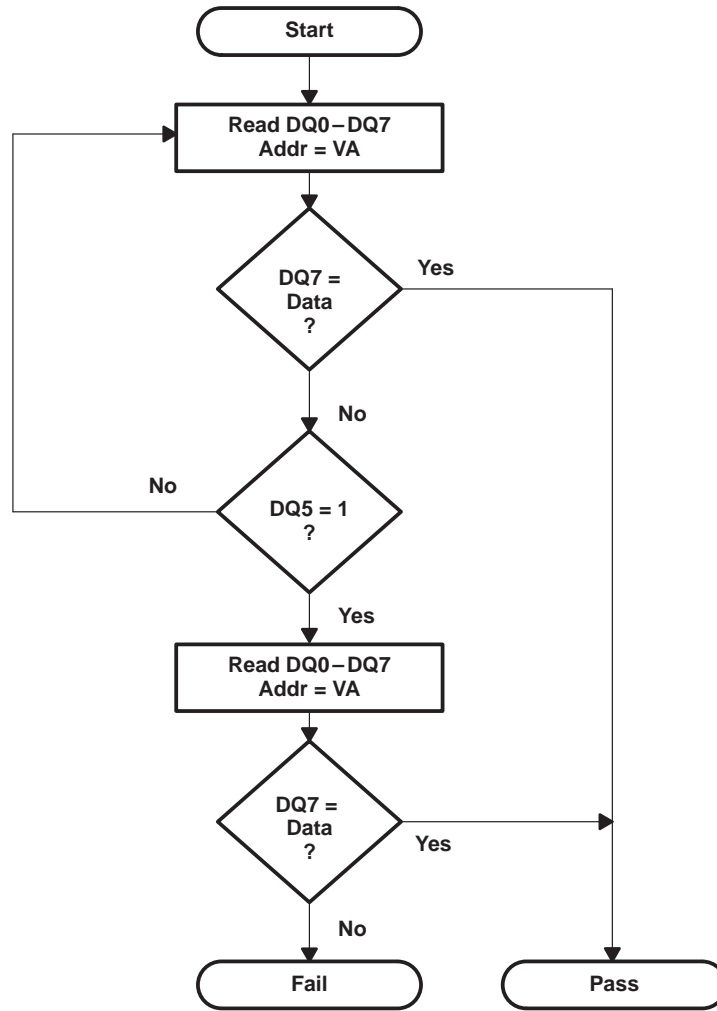 Start
Read DQ0–DQ7
Addr = VA
DQ7 =
Data
?
Yes
No
DQ5 = 1
?
No
Yes
Read DQ0–DQ7
Addr = VA
DQ7 =
Data
?
Yes
No
Fail
Pass